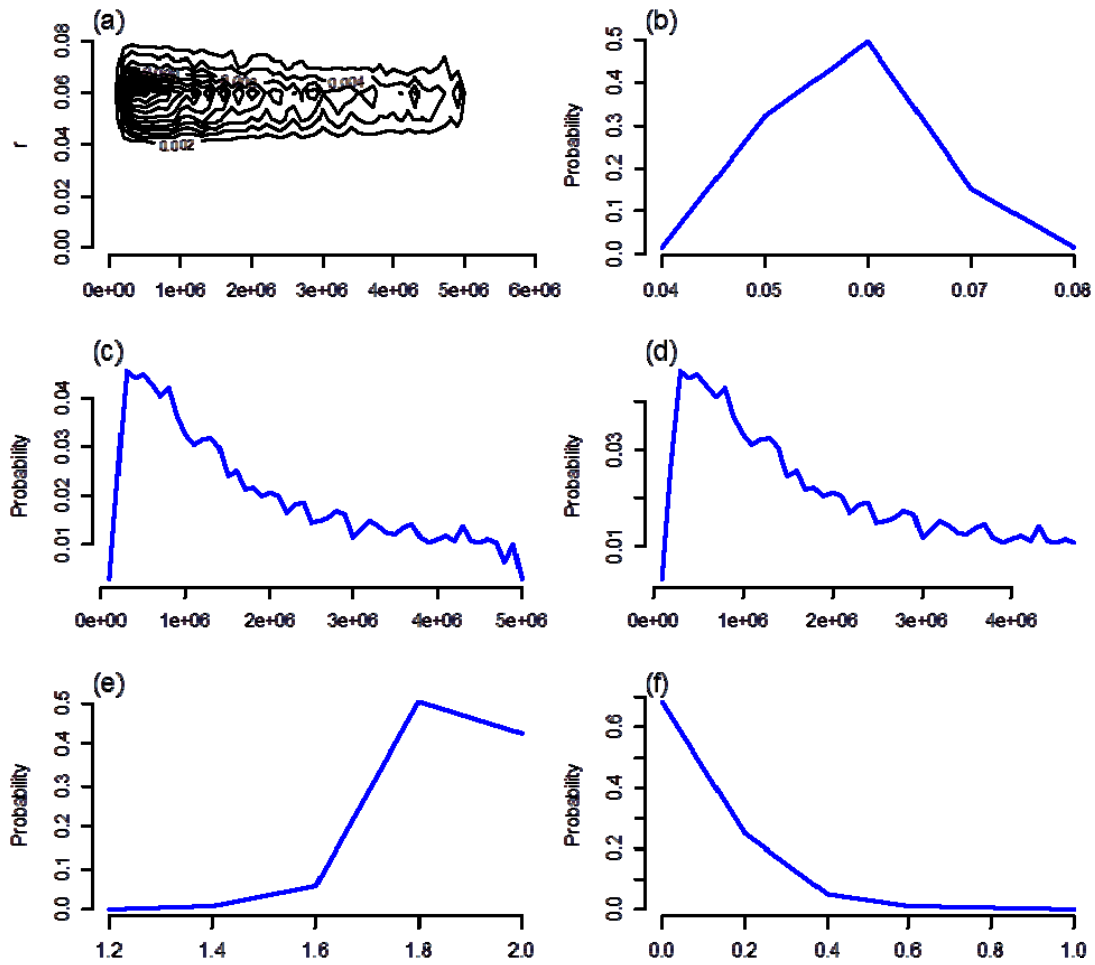 (a)
0.004
0.002
r
0.00 0.02 0.04 0.06 0.08
0e+00 1e+06 2e+06 3e+06 4e+06 5e+06 6e+06
(b)
Probability
0.0 0.1 0.2 0.3 0.4 0.5
0.04 0.05 0.06 0.07 0.08
(c)
Probability
0.01 0.02 0.03 0.04
0e+00 1e+06 2e+06 3e+06 5e+06
(d)
Probability
0.01 0.03
0e+00 1e+06 2e+06 3e+06 4e+06
(e)
Probability
0.0 0.1 0.2 0.3 0.4 0.5
1.2 1.4 1.6 1.8 2.0
(f)
Probability
0.0 0.2 0.4 0.6
0.0 0.2 0.4 0.6 0.8 1.0